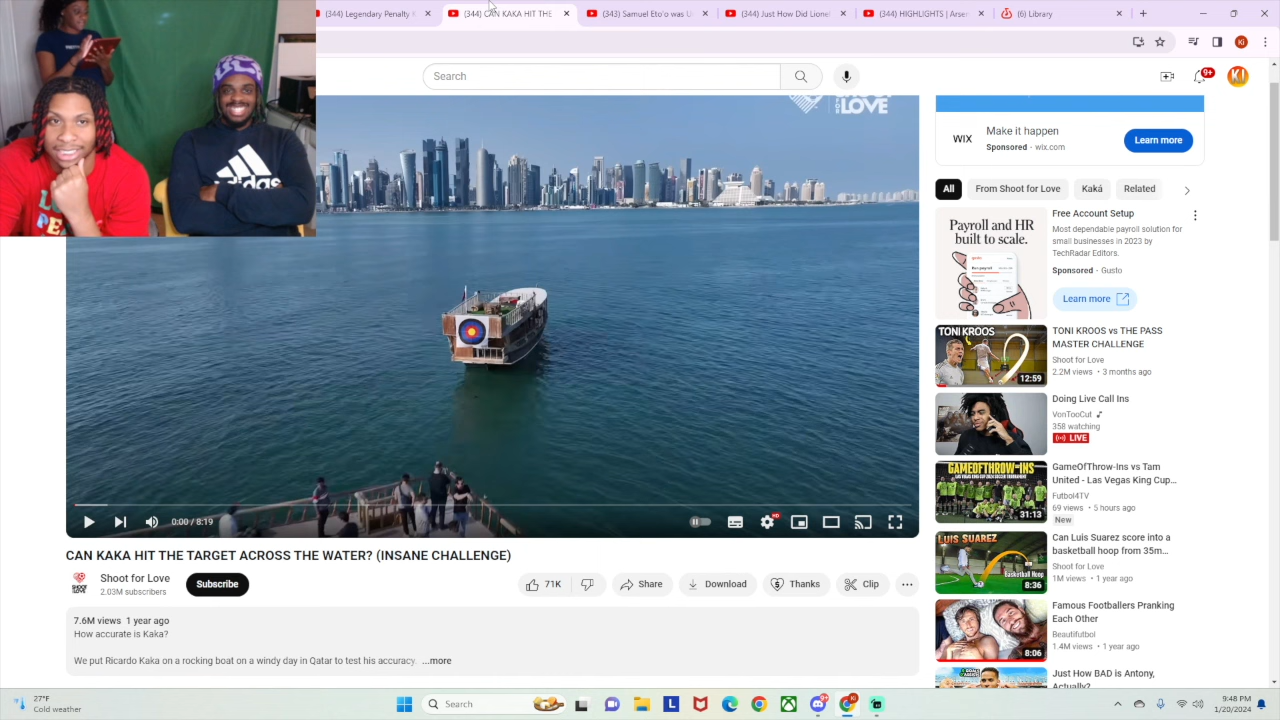 (344) Legendary Penalty
(344) CAN KAKA HIT THE
(343) Samuel Eto'o was U
(344) Why Did Lionel
(344) HIGHLIGHTS | Arser
(6) Library
Search
9+
KI
LOVE
WIX
Make it happen
Sponsored · wix.com
Learn more
All
From Shoot for Love
Kaká
Related
Payroll and HR
built to scale.
Free Account Setup
Most dependable payroll solution for
small businesses in 2023 by
TechRadar Editors.
Sponsored · Gusto
Learn more
TONI KROOS
12:59
TONI KROOS vs THE PASS
MASTER CHALLENGE
Shoot for Love
2.2M views • 3 months ago
Doing Live Call Ins
VonTooCut
358 watching
LIVE
GAMEOFTHROW-INS
31:13
GameOfThrow-Ins vs Tam
United - Las Vegas King Cup...
Futbol4TV
69 views • 5 hours ago
New
LUIS SUAREZ
Basketball Hoop
8:36
Can Luis Suarez score into a
basketball hoop from 35m...
Shoot for Love
1M views • 1 year ago
8:06
Famous Footballers Pranking
Each Other
Beautifutbol
1.4M views • 1 year ago
Just How BAD is Antony,
Actually?
adidas
0:00 / 8:19
HD
CAN KAKA HIT THE TARGET ACROSS THE WATER? (INSANE CHALLENGE)
Shoot for Love
2.03M subscribers
Subscribe
71K
Share
Download
Thanks
Clip
7.6M views 1 year ago
How accurate is Kaka?
We put Ricardo Kaka on a rocking boat on a windy day in Qatar to test his accuracy. ...more
27°F
Cold weather
Search
9:48 PM
1/20/2024